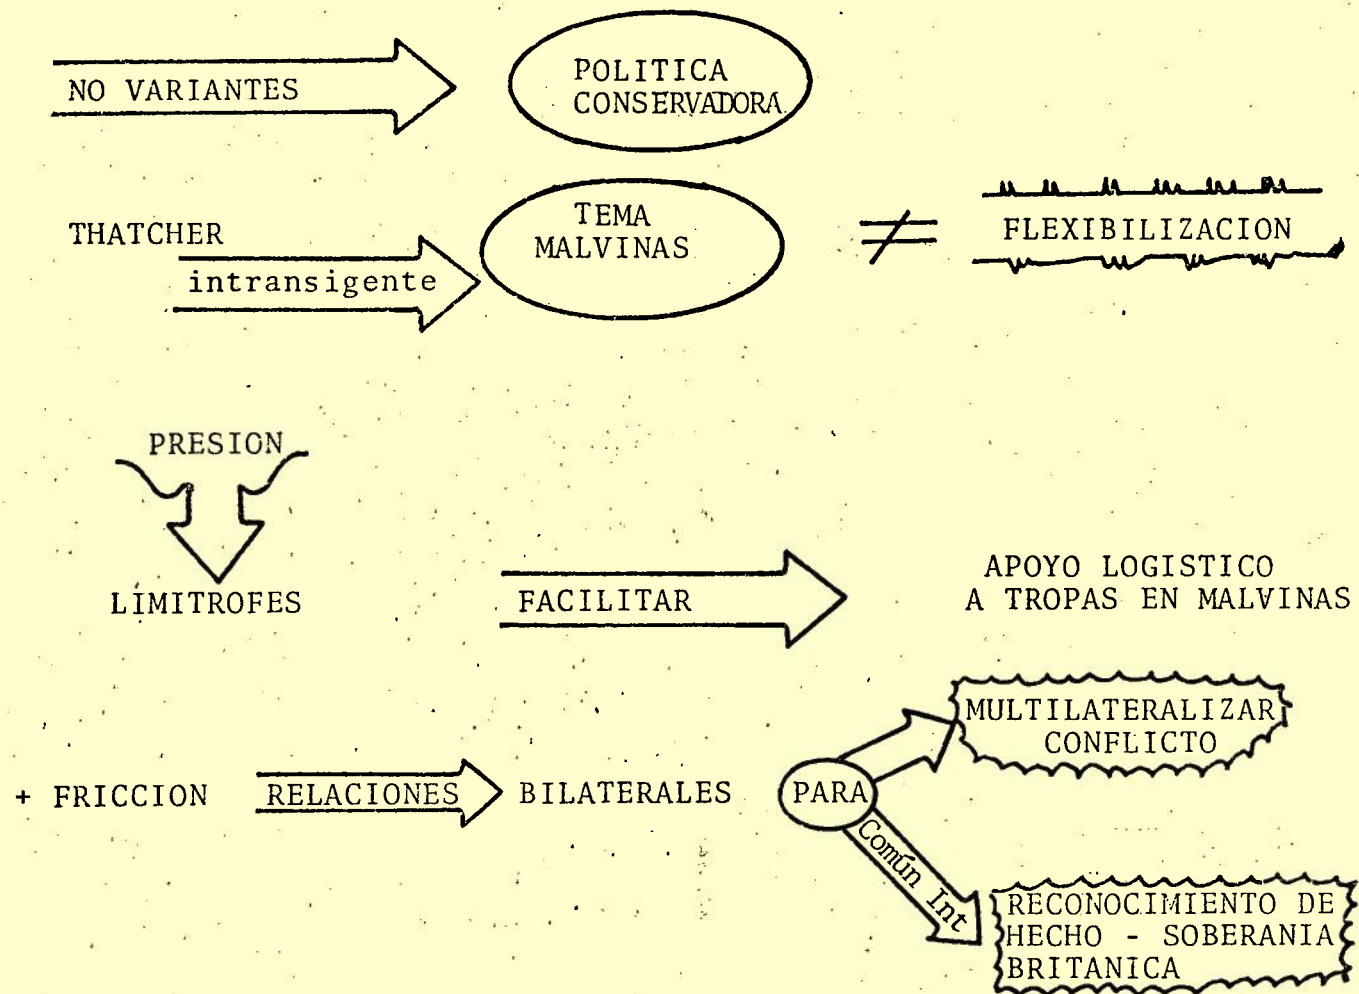 NO VARIANTES
POLITICA
CONSERVADORA
THATCHER
intransigente
TEMA
MALVINAS
FLEXIBILIZACION
PRESION
LÍMITROFES
FACILITAR
APOYO LOGISTICO
A TROPAS EN MALVINAS
+ FRICCION
RELACIONES
BILATERALES
PARA
MULTILATERALIZAR
CONFLICTO
Común Int
RECONOCIMIENTO DE
HECHO - SOBERANIA
BRITANICA